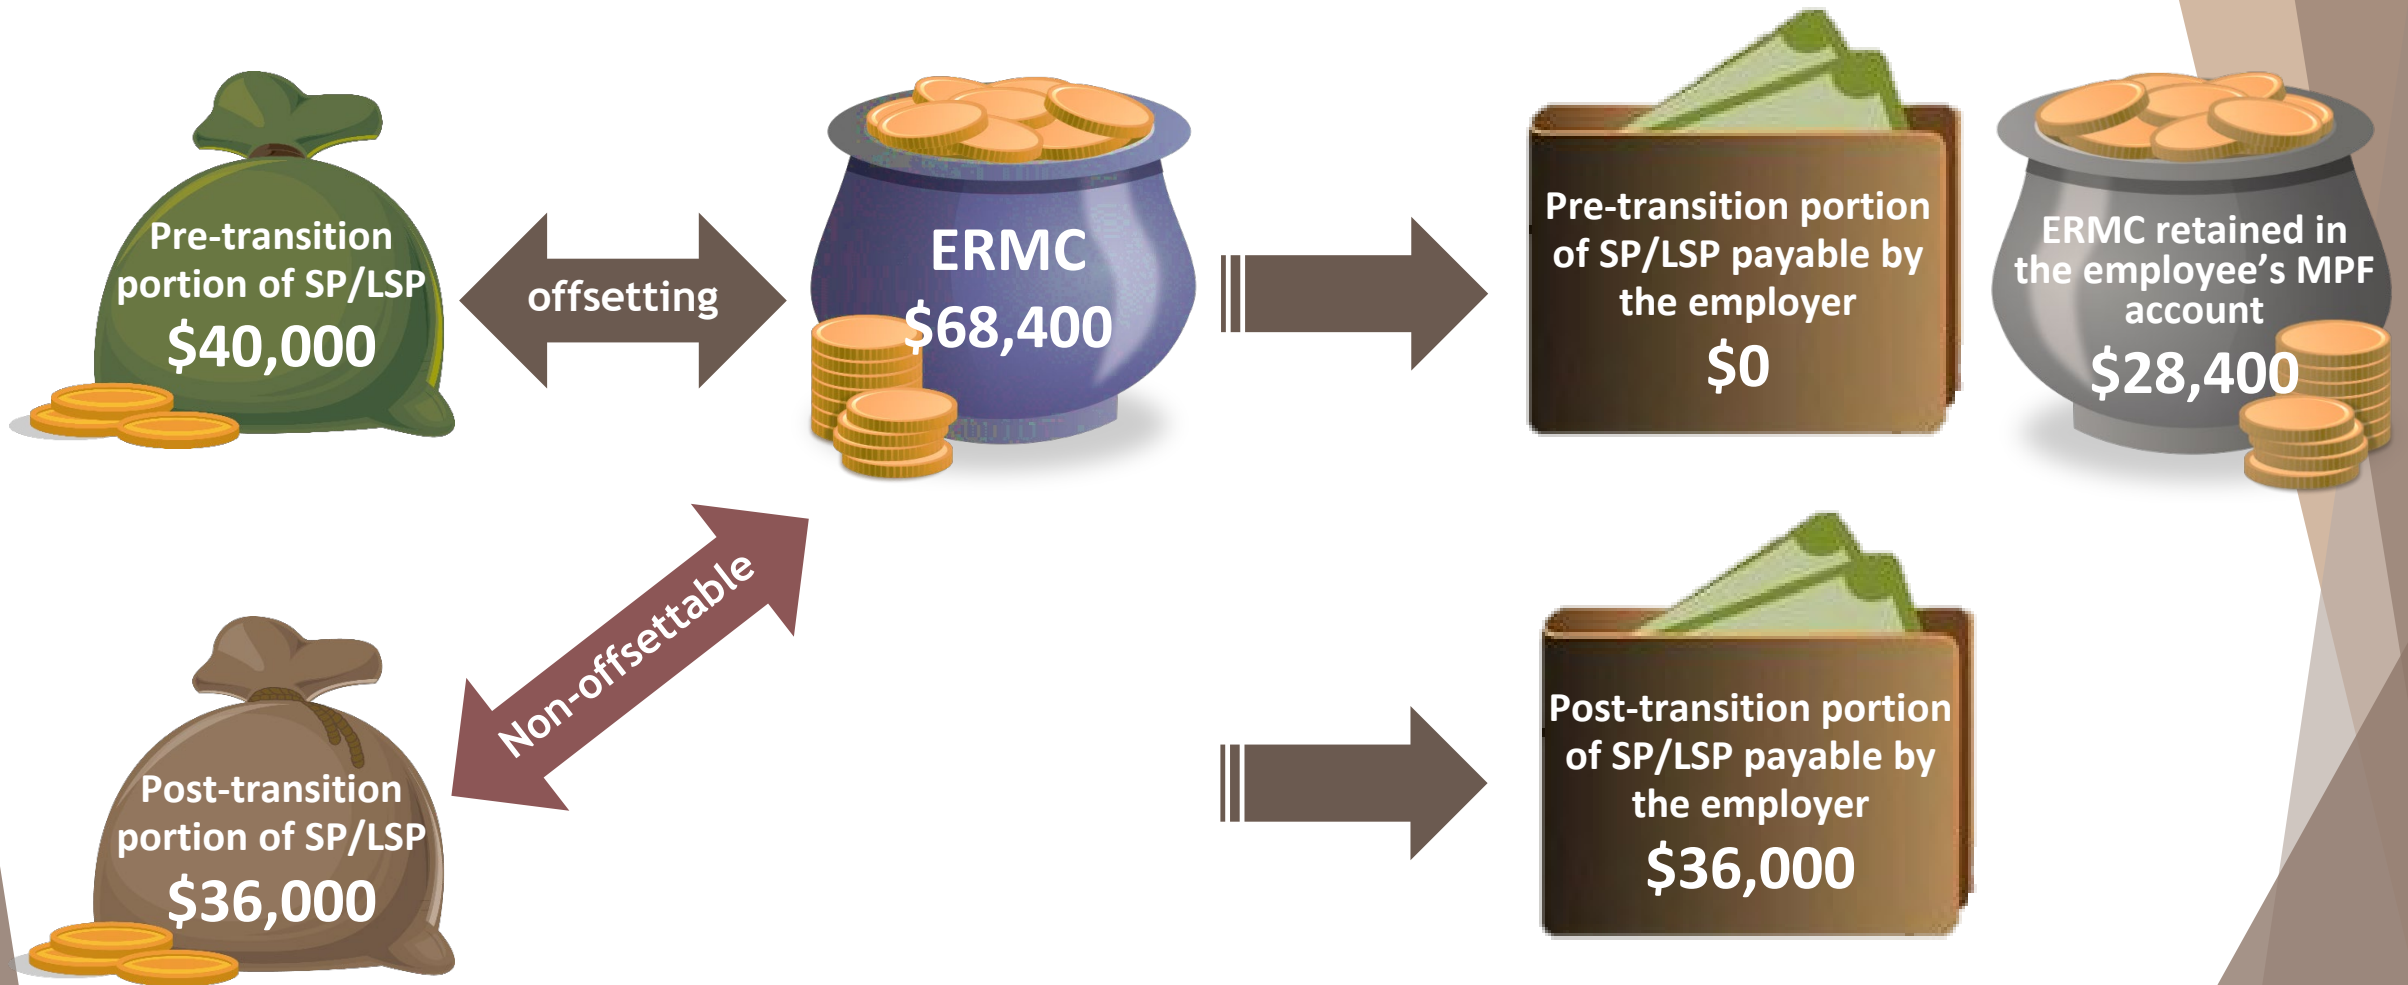 Pre-transition
portion of SP/LSP
$40,000
offsetting
ERMC
$68,400
Pre-transition portion
of SP/LSP payable by
the employer
$0
ERMC retained in
the employee’s MPF
account
$28,400
Non-offsettable
Post-transition
portion of SP/LSP
$36,000
Post-transition portion
of SP/LSP payable by
the employer
$36,000